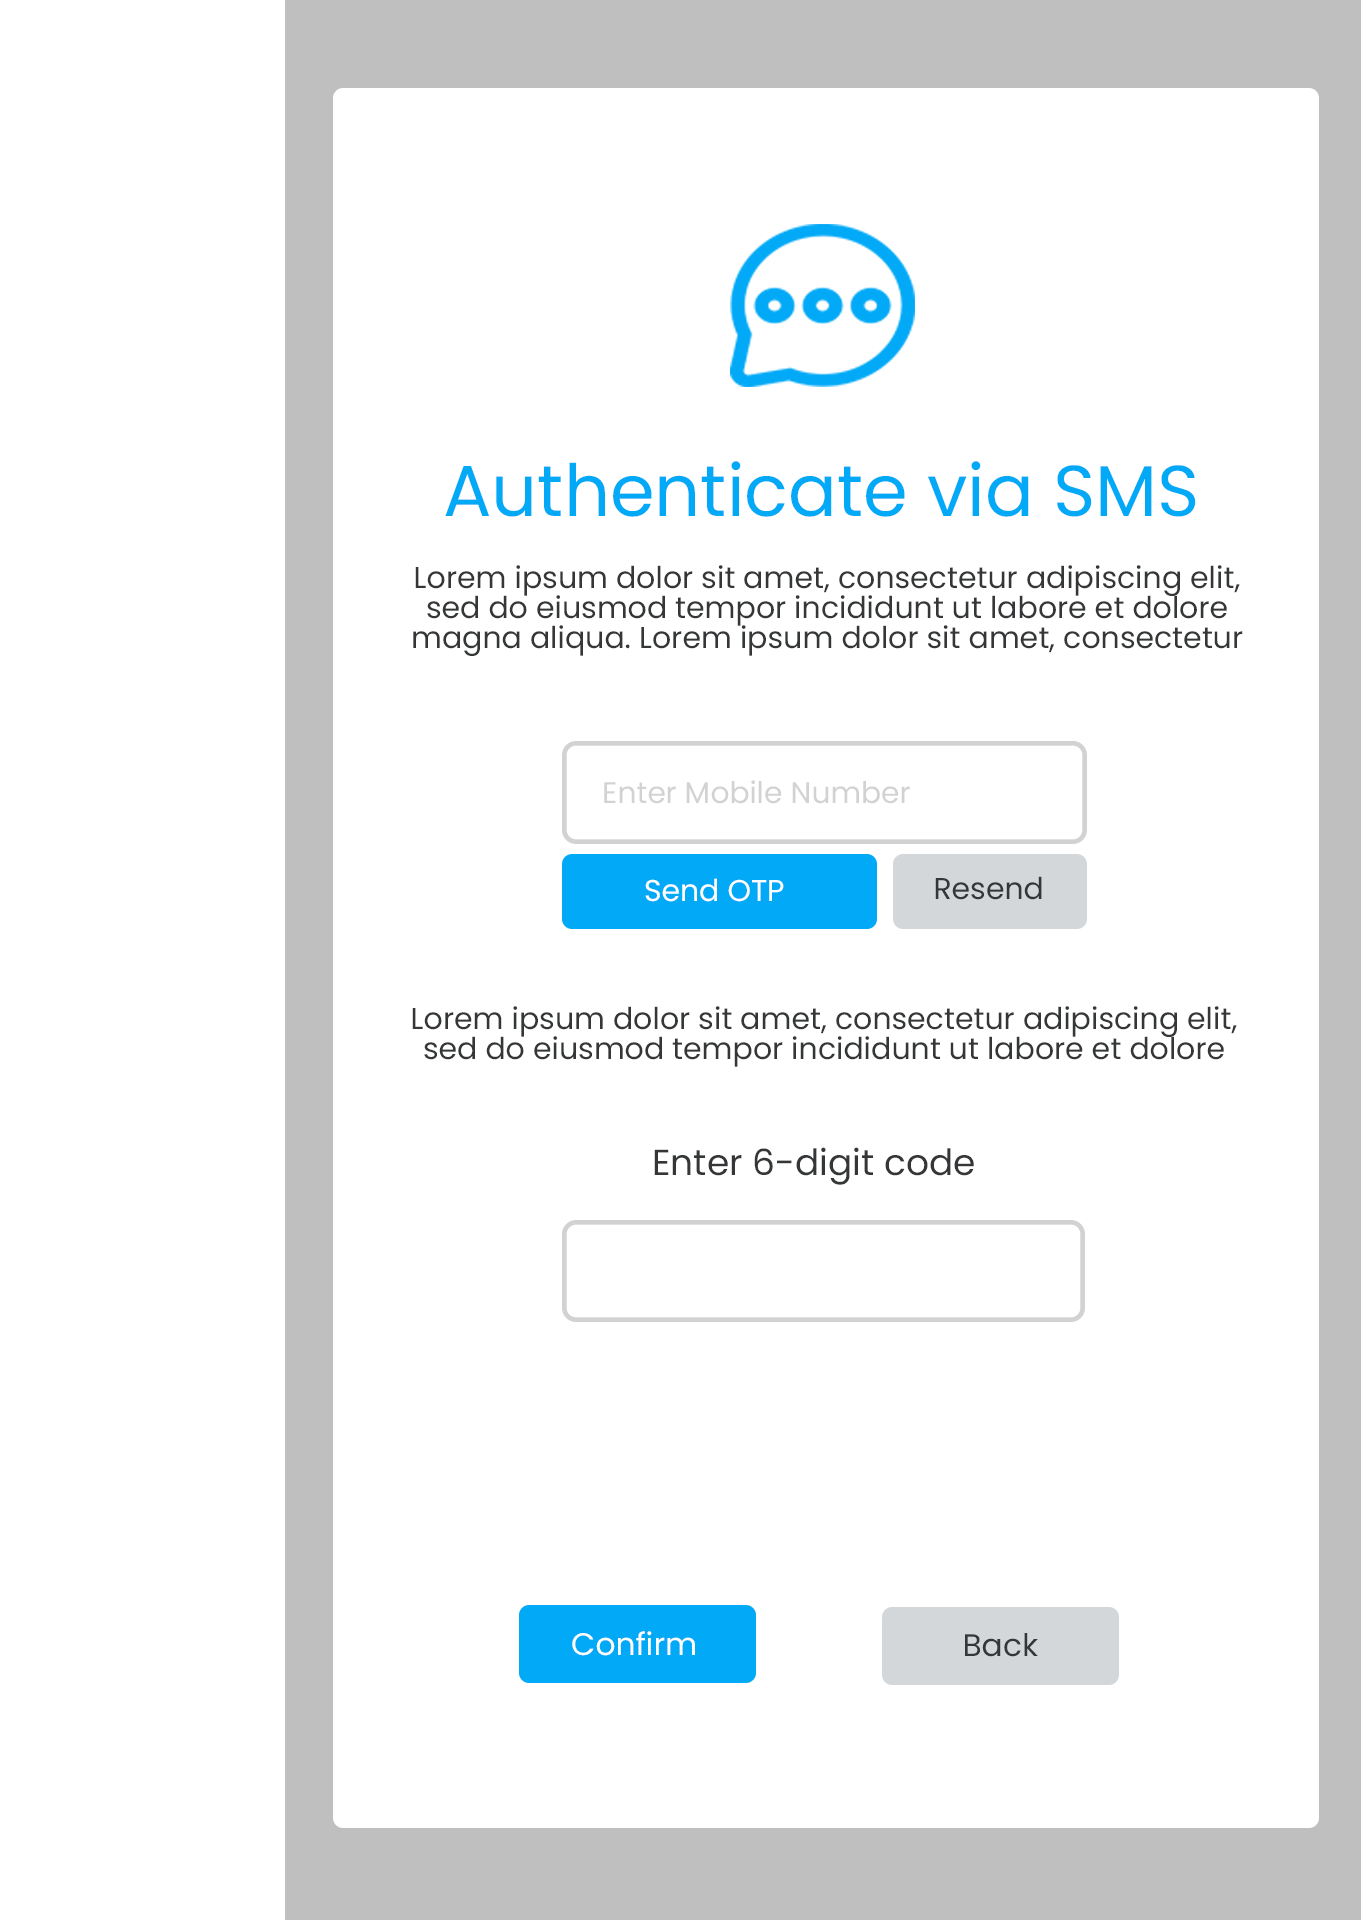 Authenticate via SMS
Lorem ipsum dolor sit amet, consectetur adipiscing elit,
sed do eiusmod tempor incididunt ut labore et dolore
magna aliqua. Lorem ipsum dolor sit amet, consectetur
Enter Mobile Number
Send OTP
Resend
Lorem ipsum dolor sit amet, consectetur adipiscing elit,
sed do eiusmod tempor incididunt ut labore et dolore
Enter 6-digit code
Confirm
Back